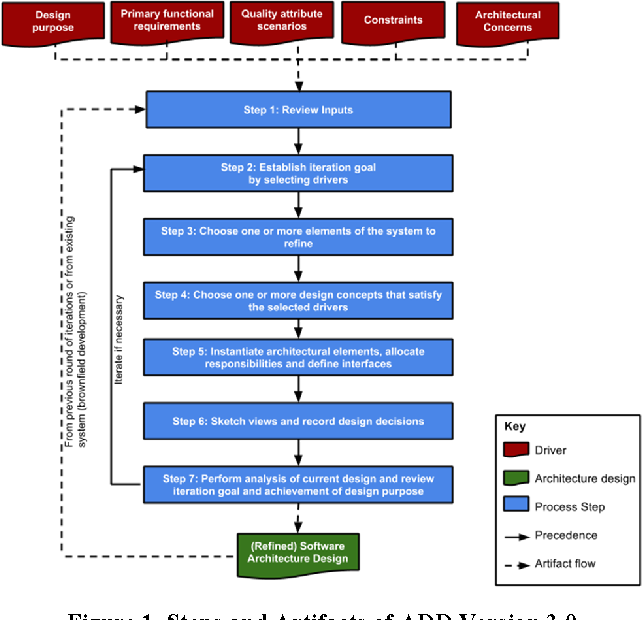 Design
purpose
Primary functional
requirements
Quality attribute
scenarios
Constraints
Architectural
Concerns
Step 1: Review Inputs
Step 2: Establish iteration goal
by selecting drivers
Step 3: Choose one or more elements of the system to
refine
Step 4: Choose one or more design concepts that satisfy
the selected drivers
Step 5: Instantiate architectural elements, allocate
responsibilities and define interfaces
Step 6: Sketch views and record design decisions
Step 7: Perform analysis of current design and review
iteration goal and achievement of design purpose
(Refined) Software
Architecture Design
From previous round of iterations or from existing
system (brownfield development)
Iterate if necessary
Key
Driver
Architecture design
Process Step
Precedence
Artifact flow
Figure 1. Steps and Artifacts of ADD Version 3.0